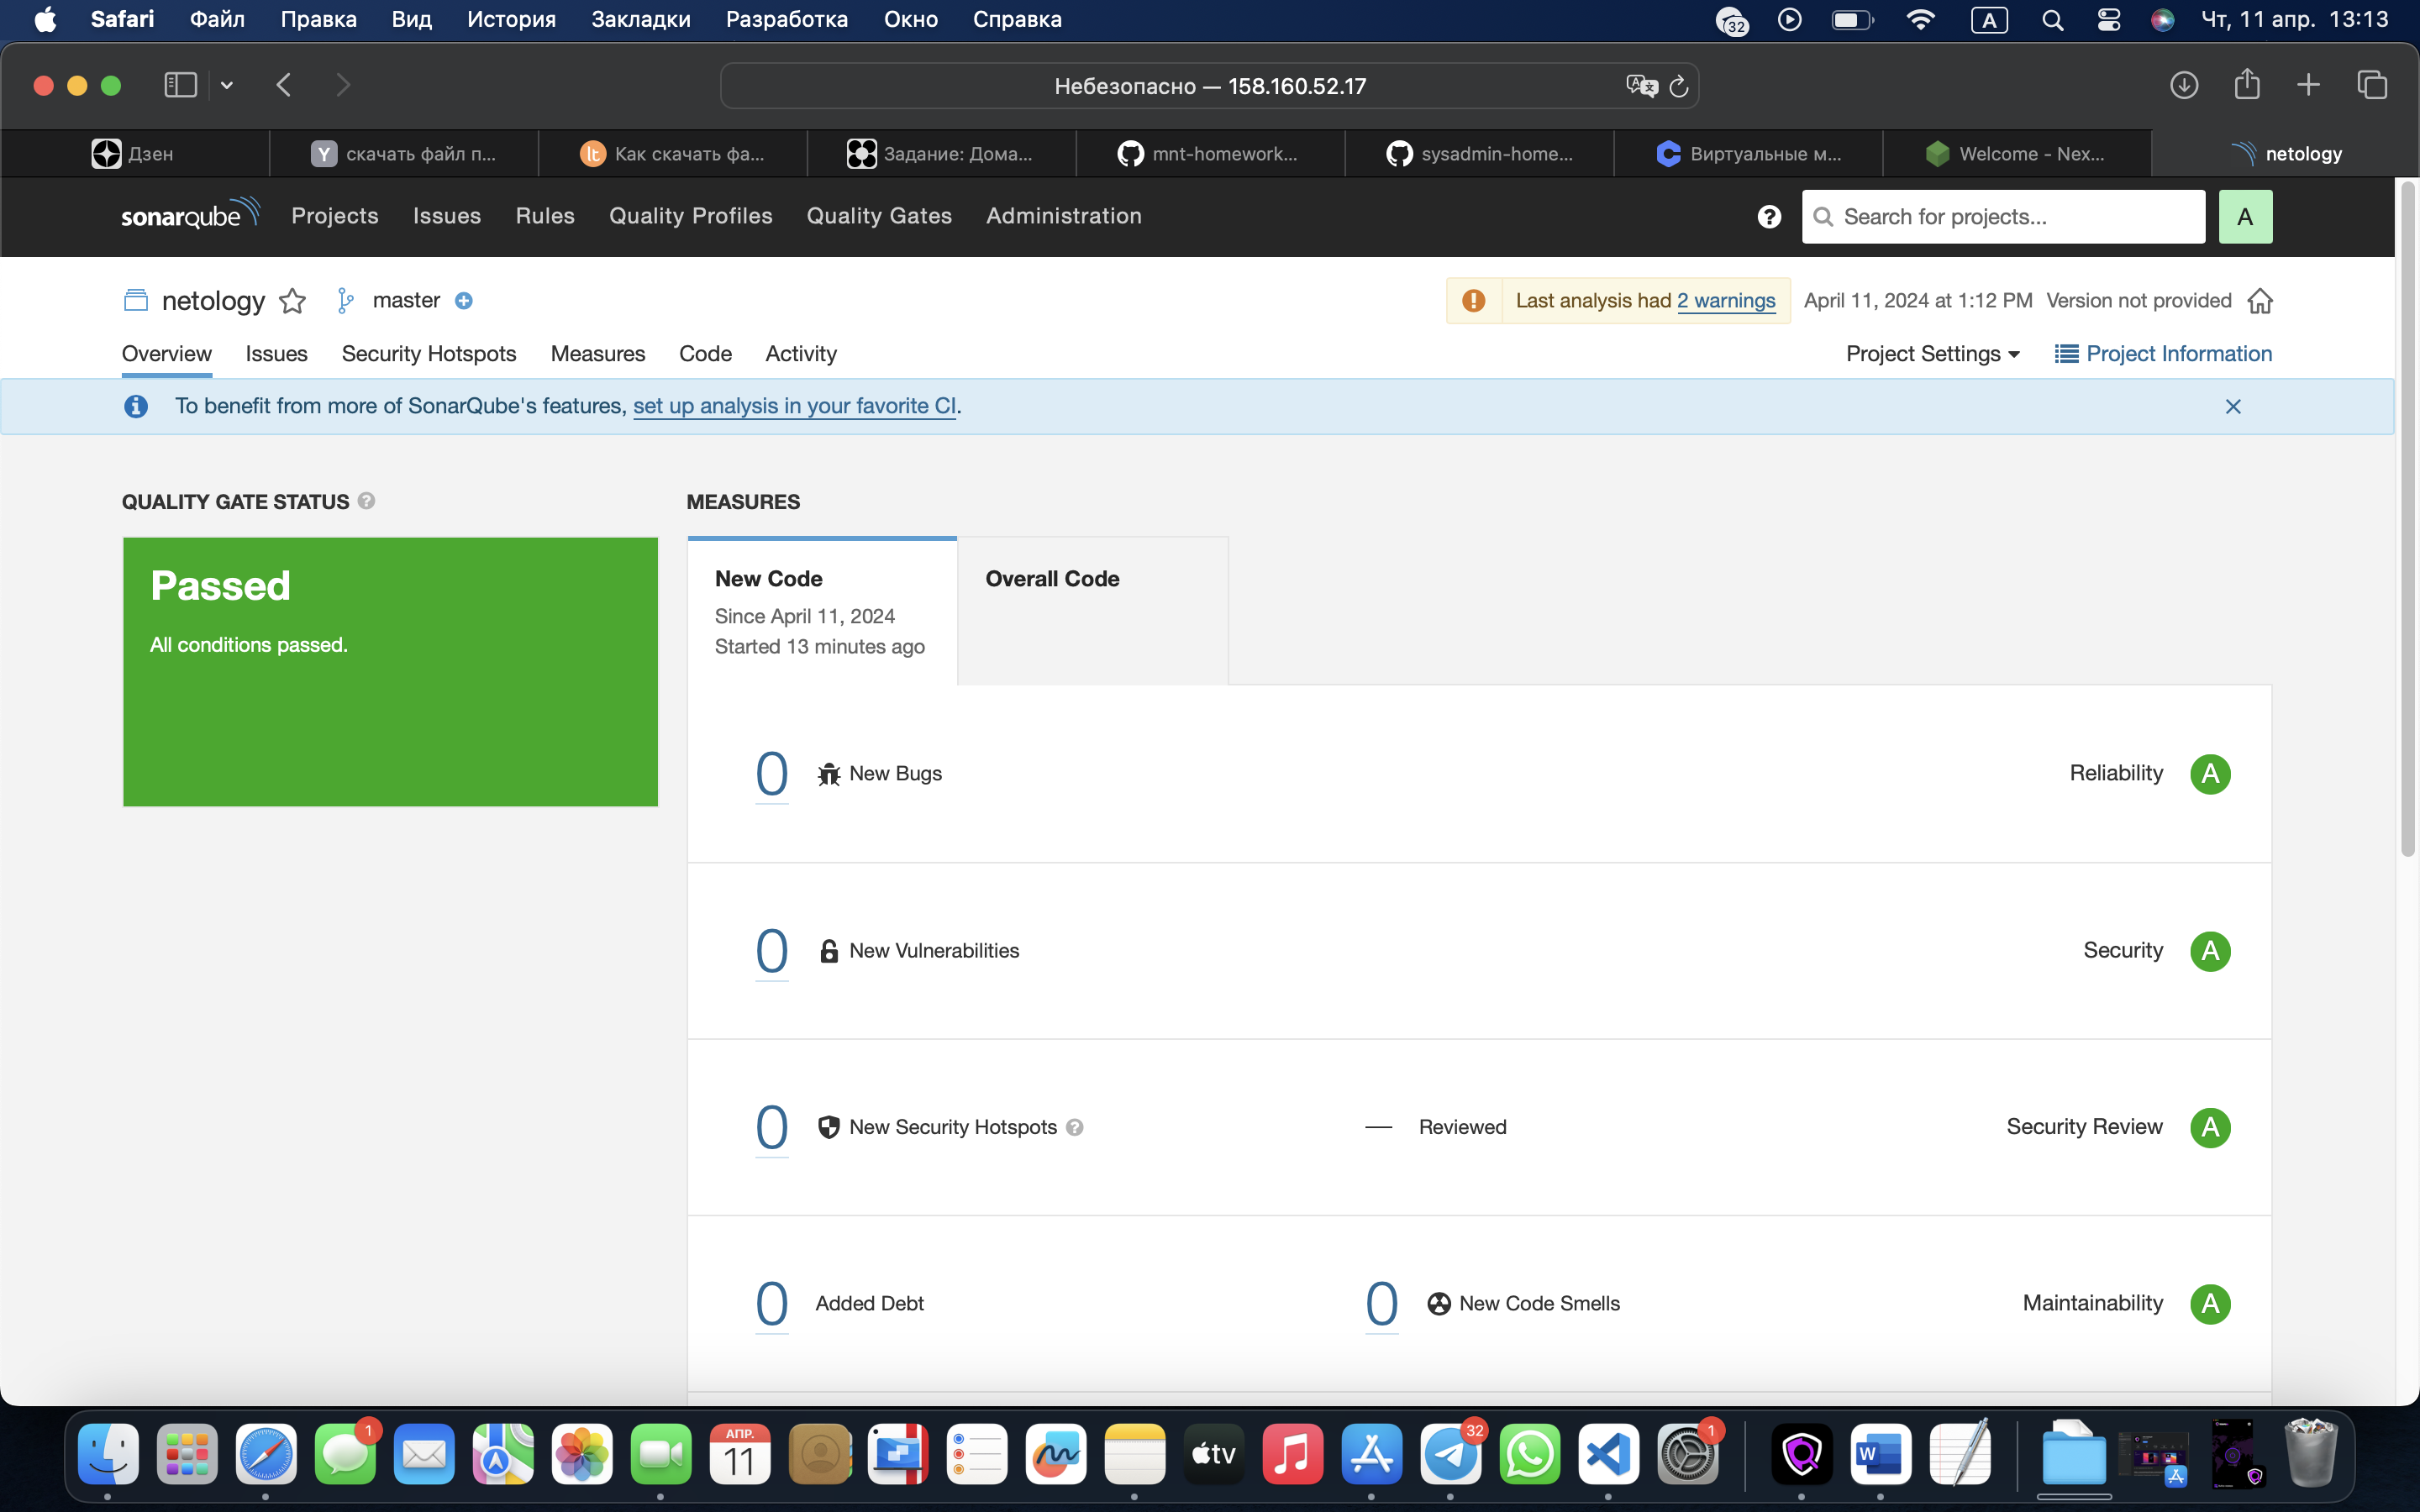 Safari Файл Правка Вид История Закладки Разработка Окно Справка 32 A Чт, 11 апр. 13:13
Небезопасно — 158.160.52.17
Дзен
Y скачать файл п...
lt Как скачать фа...
Задание: Дома...
mnt-homework...
sysadmin-home...
Виртуальные м...
Welcome - Nex...
netology
sonarqube Projects Issues Rules Quality Profiles Quality Gates Administration ? Search for projects... A
netology master
Last analysis had 2 warnings April 11, 2024 at 1:12 PM Version not provided
Overview Issues Security Hotspots Measures Code Activity Project Settings Project Information
To benefit from more of SonarQube's features, set up analysis in your favorite CI.
QUALITY GATE STATUS ?
Passed
All conditions passed.
MEASURES
New Code
Since April 11, 2024
Started 13 minutes ago
Overall Code
0 New Bugs Reliability A
0 New Vulnerabilities Security A
0 New Security Hotspots ? — Reviewed Security Review A
0 Added Debt 0 New Code Smells Maintainability A
1
АПР.
11
tv
32
1
W